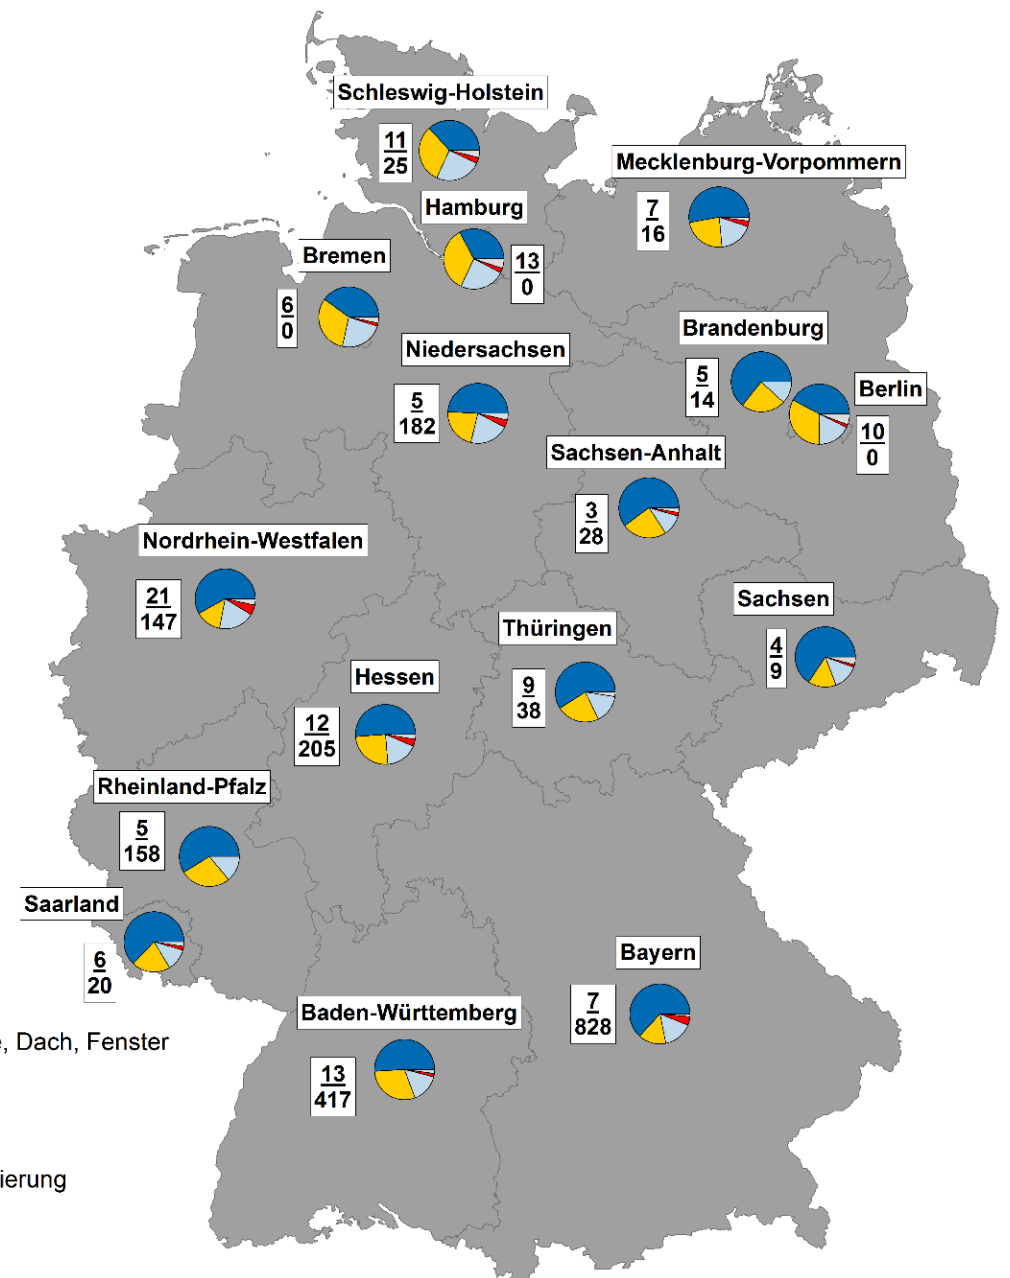 Schleswig-Holstein
11
25
Mecklenburg-Vorpommern
7
16
Hamburg
13
0
Bremen
6
0
Brandenburg
5
14
Niedersachsen
5
182
Berlin
10
0
Sachsen-Anhalt
3
28
Nordrhein-Westfalen
21
147
Sachsen
4
9
Thüringen
9
38
Hessen
12
205
Rheinland-Pfalz
5
158
Saarland
6
20
Bayern
7
828
Baden-Württemberg
13
417
, Dach, Fenster
ierung